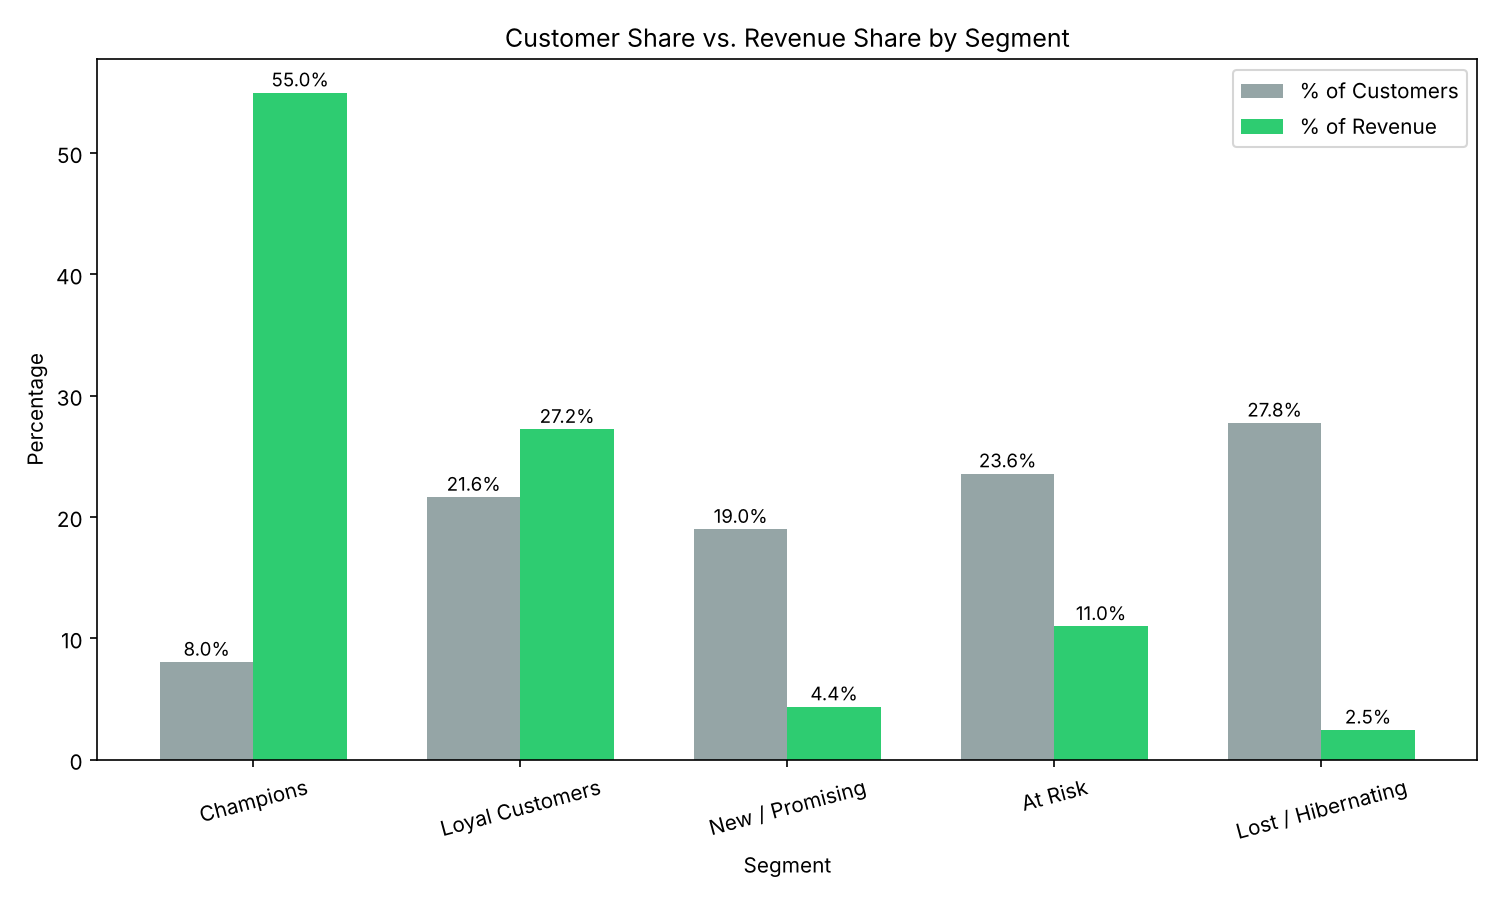 Customer Share vs. Revenue Share by Segment
% of Customers
% of Revenue
Percentage
50
40
30
20
10
0
8.0%
55.0%
21.6%
27.2%
19.0%
4.4%
23.6%
11.0%
27.8%
2.5%
Champions
Loyal Customers
New / Promising
At Risk
Lost / Hibernating
Segment